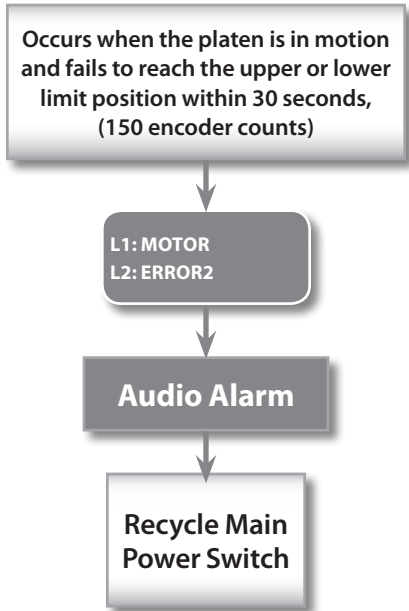 Occurs when the platen is in motion
and fails to reach the upper or lower
limit position within 30 seconds,
(150 encoder counts)
L1: MOTOR
L2: ERROR2
Audio Alarm
Recycle Main
Power Switch